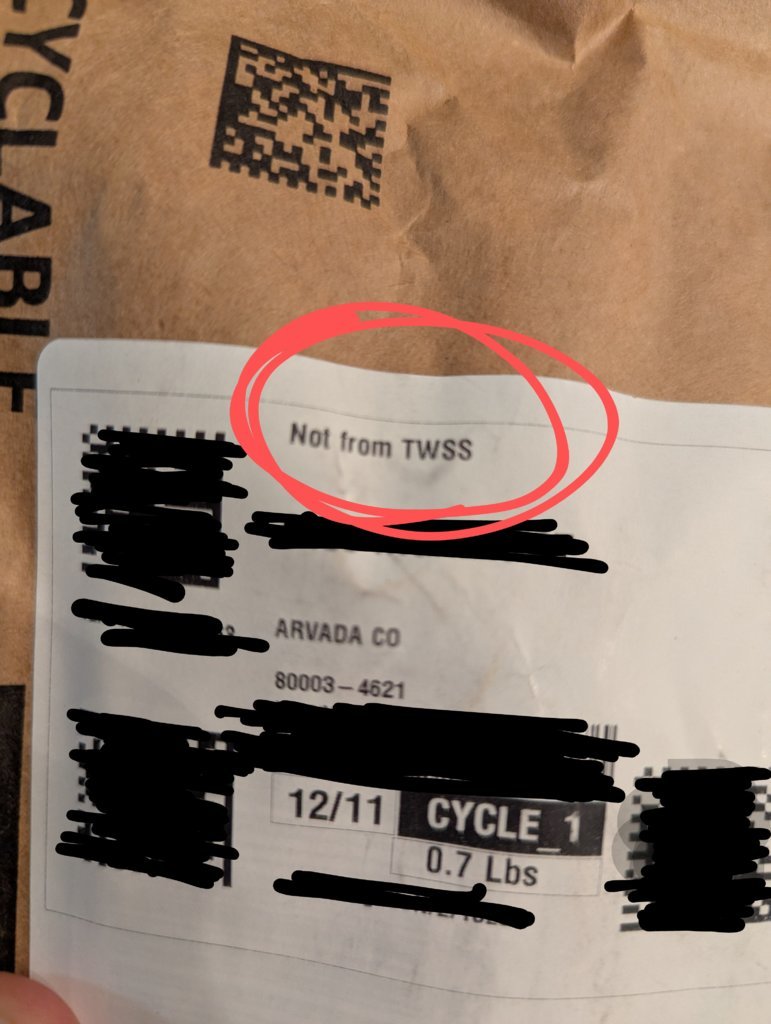 CYCLABLE
Not from TWSS
ARVADA CO
80003-4621
12/11
CYCLE_1
0.7 Lbs